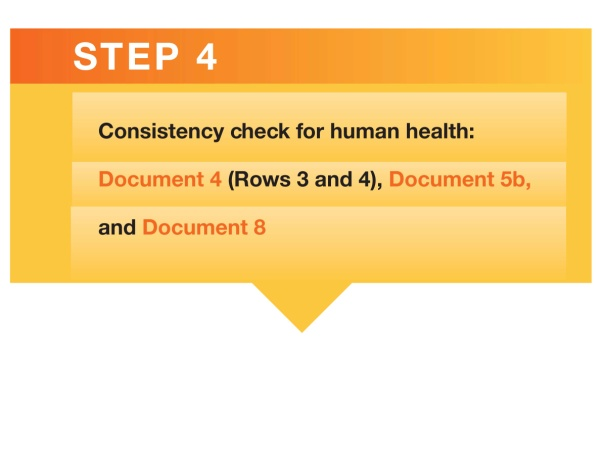 STEP 4
Consistency check for human health:
Document 4 (Rows 3 and 4), Document 5b,
and Document 8